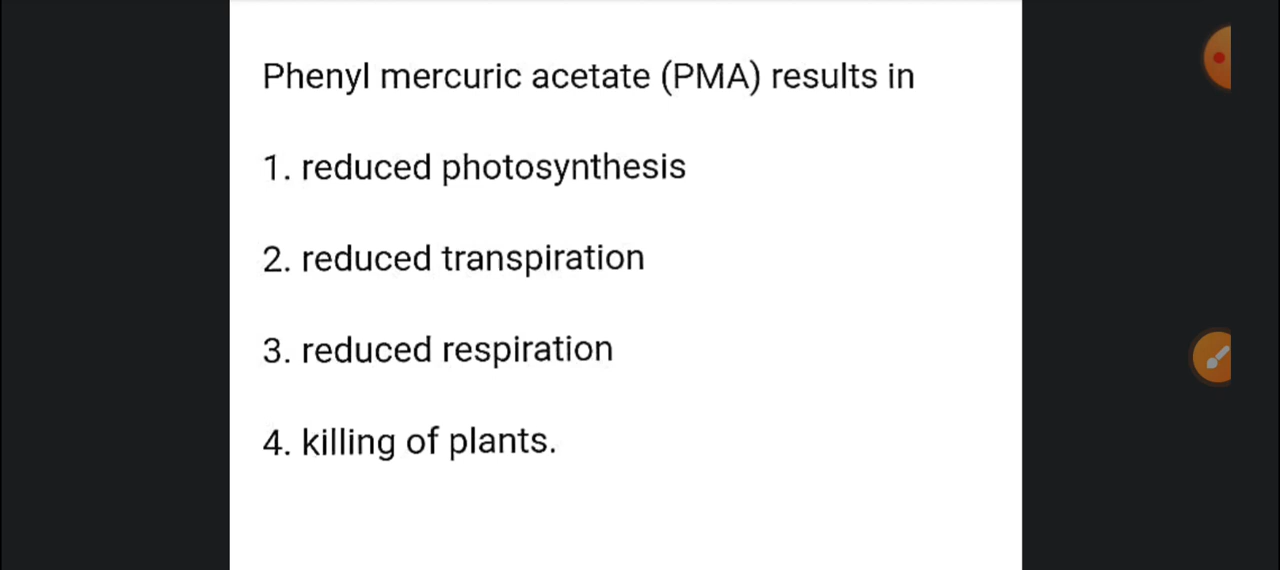 Phenyl mercuric acetate (PMA) results in
1. reduced photosynthesis
2. reduced transpiration
3. reduced respiration
4. killing of plants.